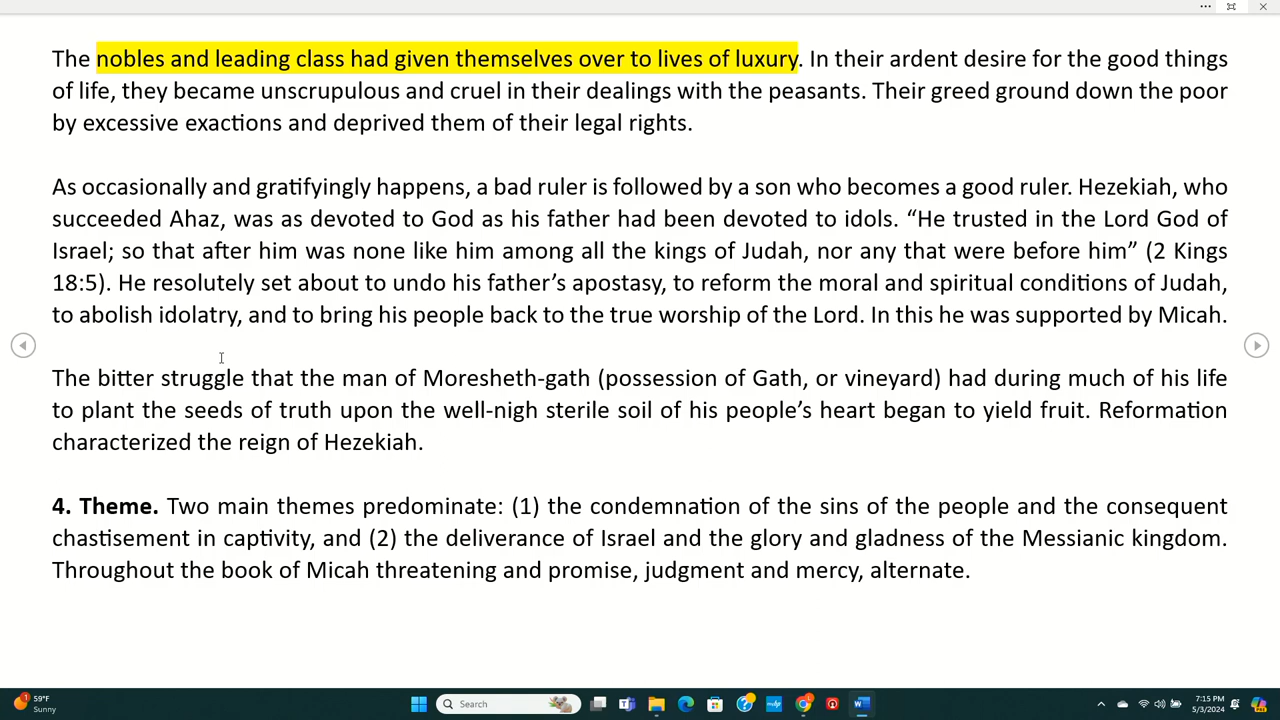 The nobles and leading class had given themselves over to lives of luxury. In their ardent desire for the good things
of life, they became unscrupulous and cruel in their dealings with the peasants. Their greed ground down the poor
by excessive exactions and deprived them of their legal rights.
As occasionally and gratifyingly happens, a bad ruler is followed by a son who becomes a good ruler. Hezekiah, who
succeeded Ahaz, was as devoted to God as his father had been devoted to idols. “He trusted in the Lord God of
Israel; so that after him was none like him among all the kings of Judah, nor any that were before him” (2 Kings
18:5). He resolutely set about to undo his father’s apostasy, to reform the moral and spiritual conditions of Judah,
to abolish idolatry, and to bring his people back to the true worship of the Lord. In this he was supported by Micah.
The bitter struggle that the man of Moresheth-gath (possession of Gath, or vineyard) had during much of his life
to plant the seeds of truth upon the well-nigh sterile soil of his people’s heart began to yield fruit. Reformation
characterized the reign of Hezekiah.
4. Theme. Two main themes predominate: (1) the condemnation of the sins of the people and the consequent
chastisement in captivity, and (2) the deliverance of Israel and the glory and gladness of the Messianic kingdom.
Throughout the book of Micah threatening and promise, judgment and mercy, alternate.
1
59°F
Sunny
Search
7:15 PM
5/3/2024